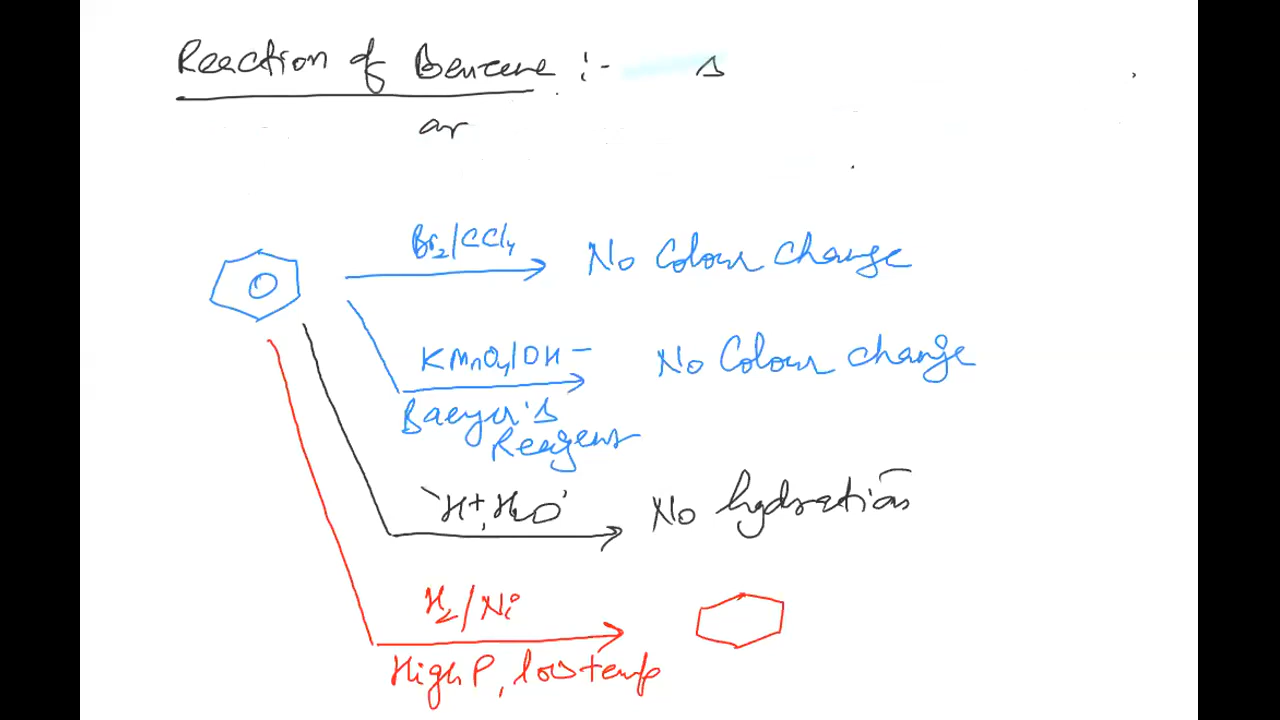 Reaction of Benzene :- s
ar
Br2/CCl4
No Colour change
KMnO4/OH-
No Colour change
Baeyer's
Reagent
H+, H2O
No hydration
H2/Ni
High P, low temp